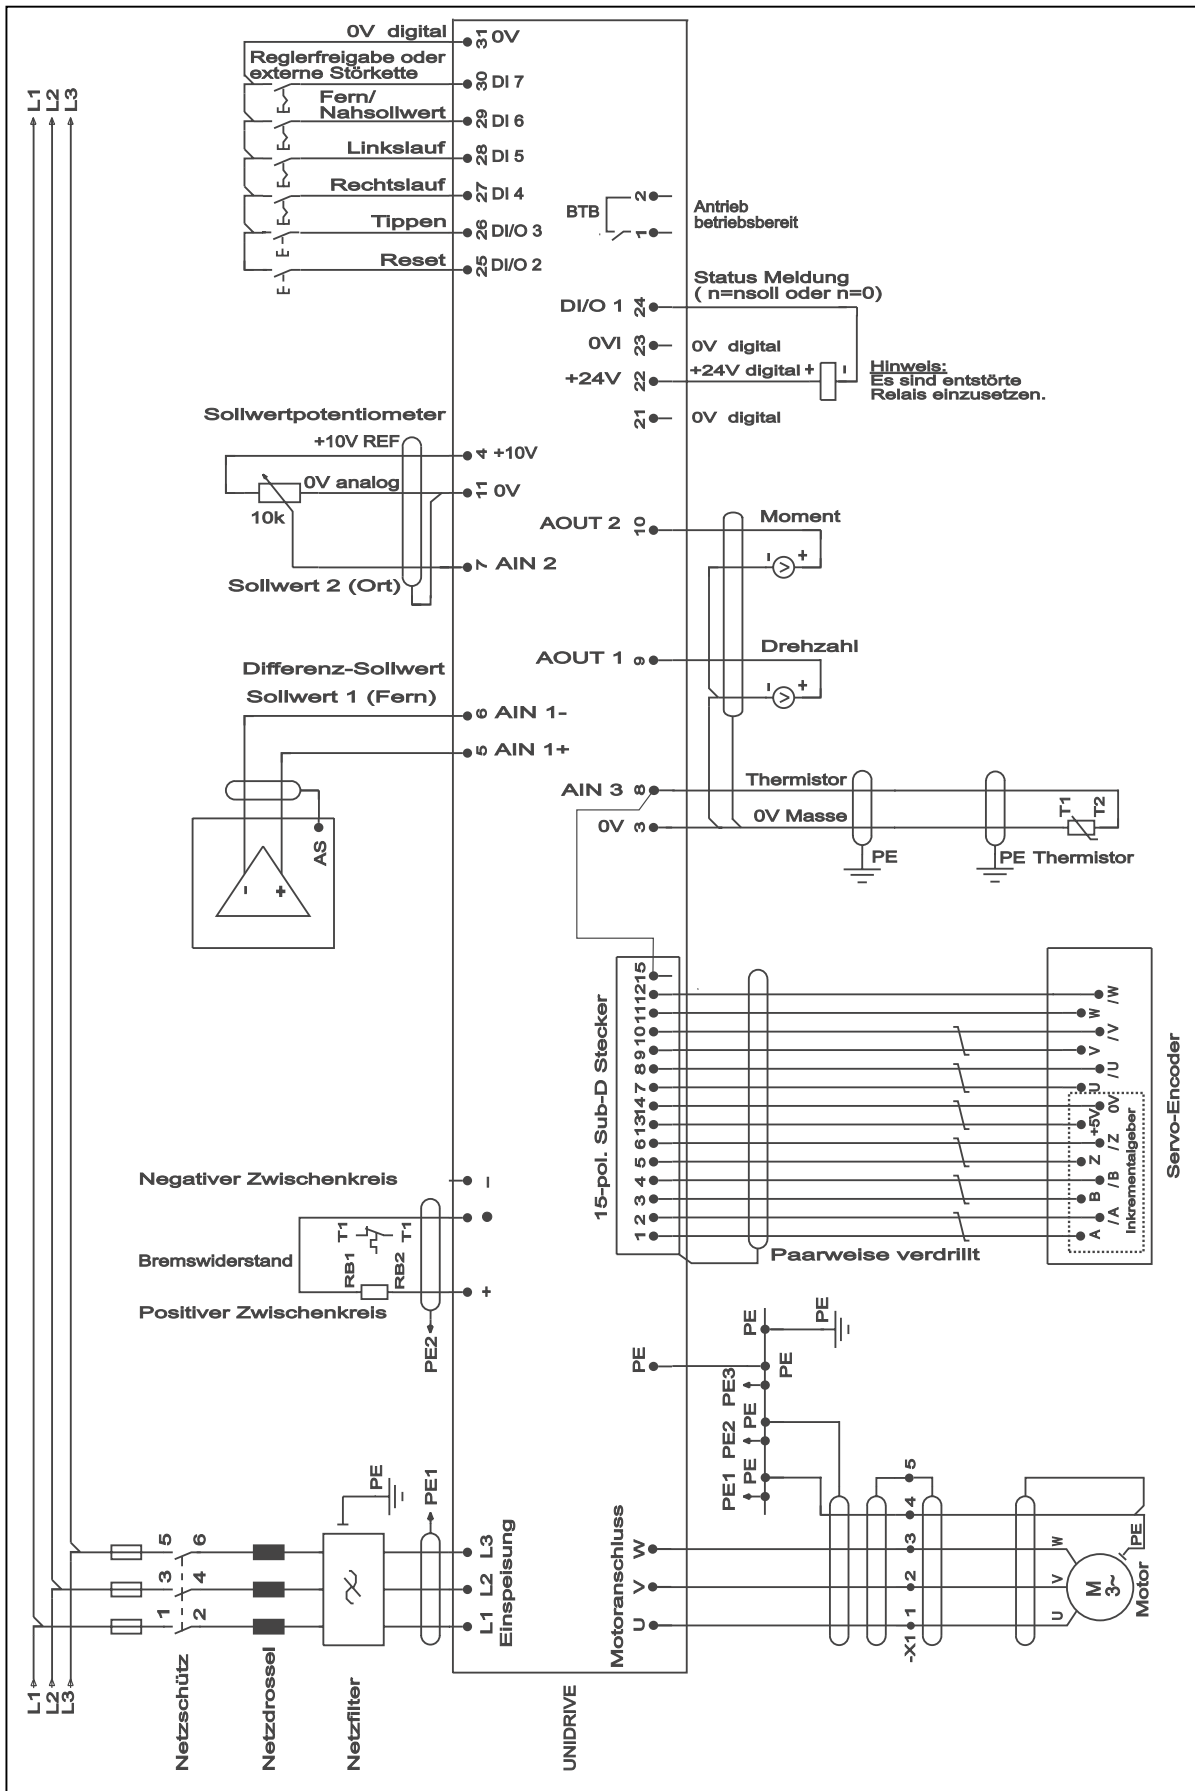 L1
L2
L3
0V digital
31 0V
Reglerfreigabe oder
externe Störkette
30 DI 7
Fern/
Nahsollwert
29 DI 6
Linkslauf
28 DI 5
Rechtslauf
27 DI 4
Tippen
26 DI/O 3
Reset
25 DI/O 2
BTB
2
1
Antrieb
betriebsbereit
Status Meldung
( n=nsoll oder n=0)
DI/O 1 24
0VI 23
0V digital
+24V 22
+24V digital + -
Hinweis:
Es sind entstörte
Relais einzusetzen.
21
0V digital
Sollwertpotentiometer
+10V REF
4 +10V
0V analog
11 0V
10k
7 AIN 2
Sollwert 2 (Ort)
AOUT 2 10
Moment
- V +
AOUT 1 9
Drehzahl
- V +
Differenz-Sollwert
Sollwert 1 (Fern)
6 AIN 1-
5 AIN 1+
AS
- +
AIN 3 8
Thermistor
0V 3
0V Masse
T1
T2
PE
PE Thermistor
15-pol. Sub-D Stecker
15
12
11
10
9
8
7
14
13
6
5
4
3
2
1
/W
W
/V
V
/U
U
0V
+5V
/Z
Z
/B
B
/A
A
Inkrementalgeber
Servo-Encoder
Paarweise verdrillt
Negativer Zwischenkreis
-
T1
T1
Bremswiderstand
RB1
RB2
+
Positiver Zwischenkreis
PE2
PE
PE
PE
PE
PE3
PE
PE2
PE
PE1
PE
PE1
5 6
3 4
1 2
L3
L2
L1
Einspeisung
L1
L2
L3
Netzschütz
Netzdrossel
Netzfilter
UNIDRIVE
Motoranschluss
W
V
U
5
4
3
2
1
-X1
W
V
U
PE
M
3~
Motor